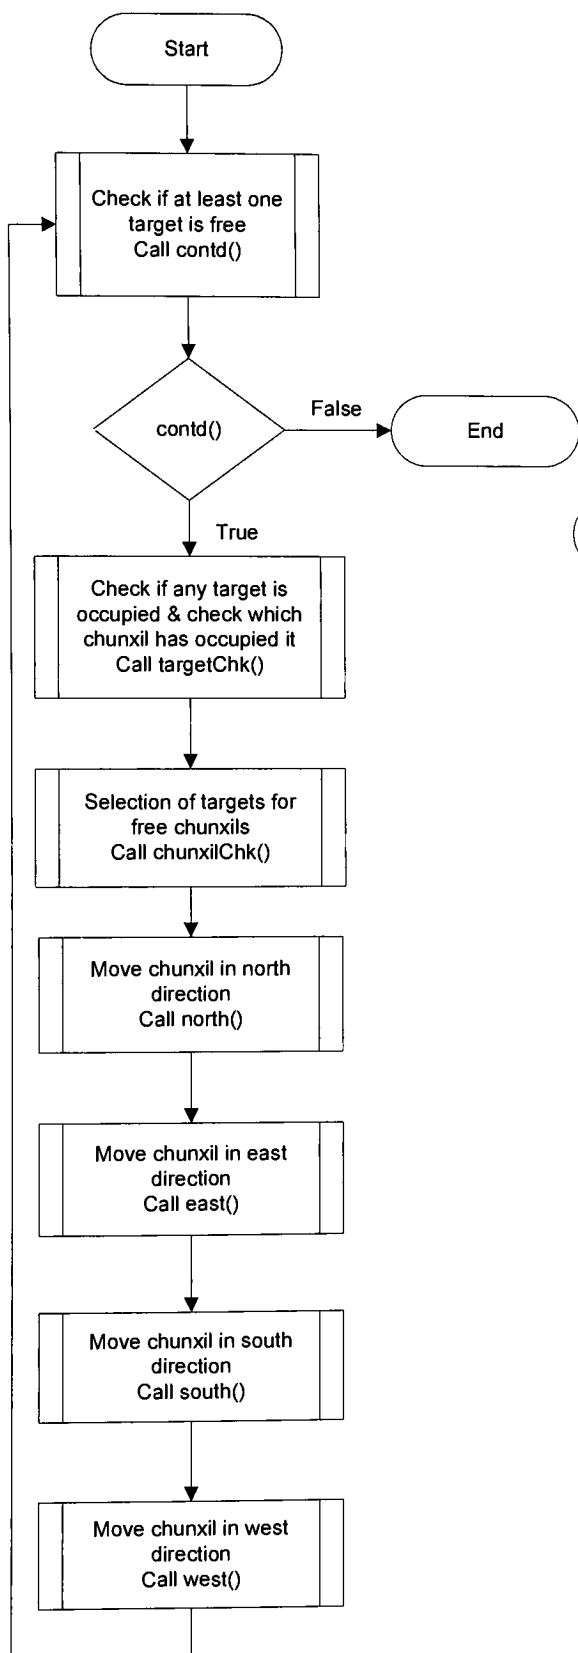 Start
Check if at least one
target is free
Call contd()
contd()
False
End
True
Check if any target is
occupied & check which
chunxil has occupied it
Call targetChk()
Selection of targets for
free chunxils
Call chunxilChk()
Move chunxil in north
direction
Call north()
Move chunxil in east
direction
Call east()
Move chunxil in south
direction
Call south()
Move chunxil in west
direction
Call west()